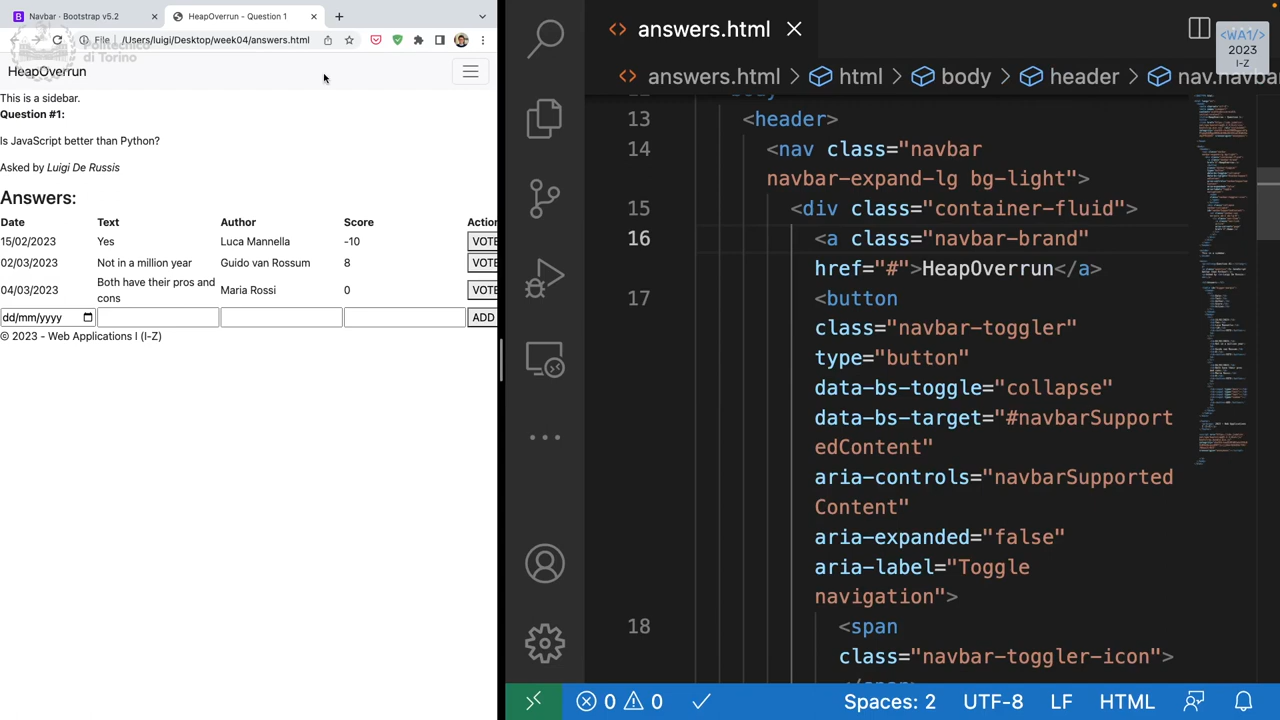 Navbar · Bootstrap v5.2
HeapOverrun - Question 1
File
/Users/luigi/Desktop/week04/answers.html
Politecnico
di Torino
HeapOverrun
This is a sidebar.
Question #1:
Is JavaScript better than Python?
Asked by Luigi De Russis
Answers:
Date Text Author Score Action
15/02/2023 Yes Luca Mannella -10 VOTE
02/03/2023 Not in a million year Guido van Rossum VOTE
04/03/2023 Both have their pros and cons Maria Rossi 0 VOTE
dd/mm/yyyy ADD
© 2023 - Web Applications I (I-Z)
answers.html
<WA1/>
2023
I-Z
answers.html > html > body > header > nav.navbar
13 <header>
14 <nav class="navbar
navbar-expand-lg bg-light">
15 <div class="container-fluid">
16 <a class="navbar-brand"
href="#">HeapOverrun</a>
17 <button
class="navbar-toggler"
type="button"
data-bs-toggle="collapse"
data-bs-target="#navbarSupport
edContent"
aria-controls="navbarSupported
Content"
aria-expanded="false"
aria-label="Toggle
navigation">
18 <span
class="navbar-toggler-icon">
0 0 Spaces: 2 UTF-8 LF HTML